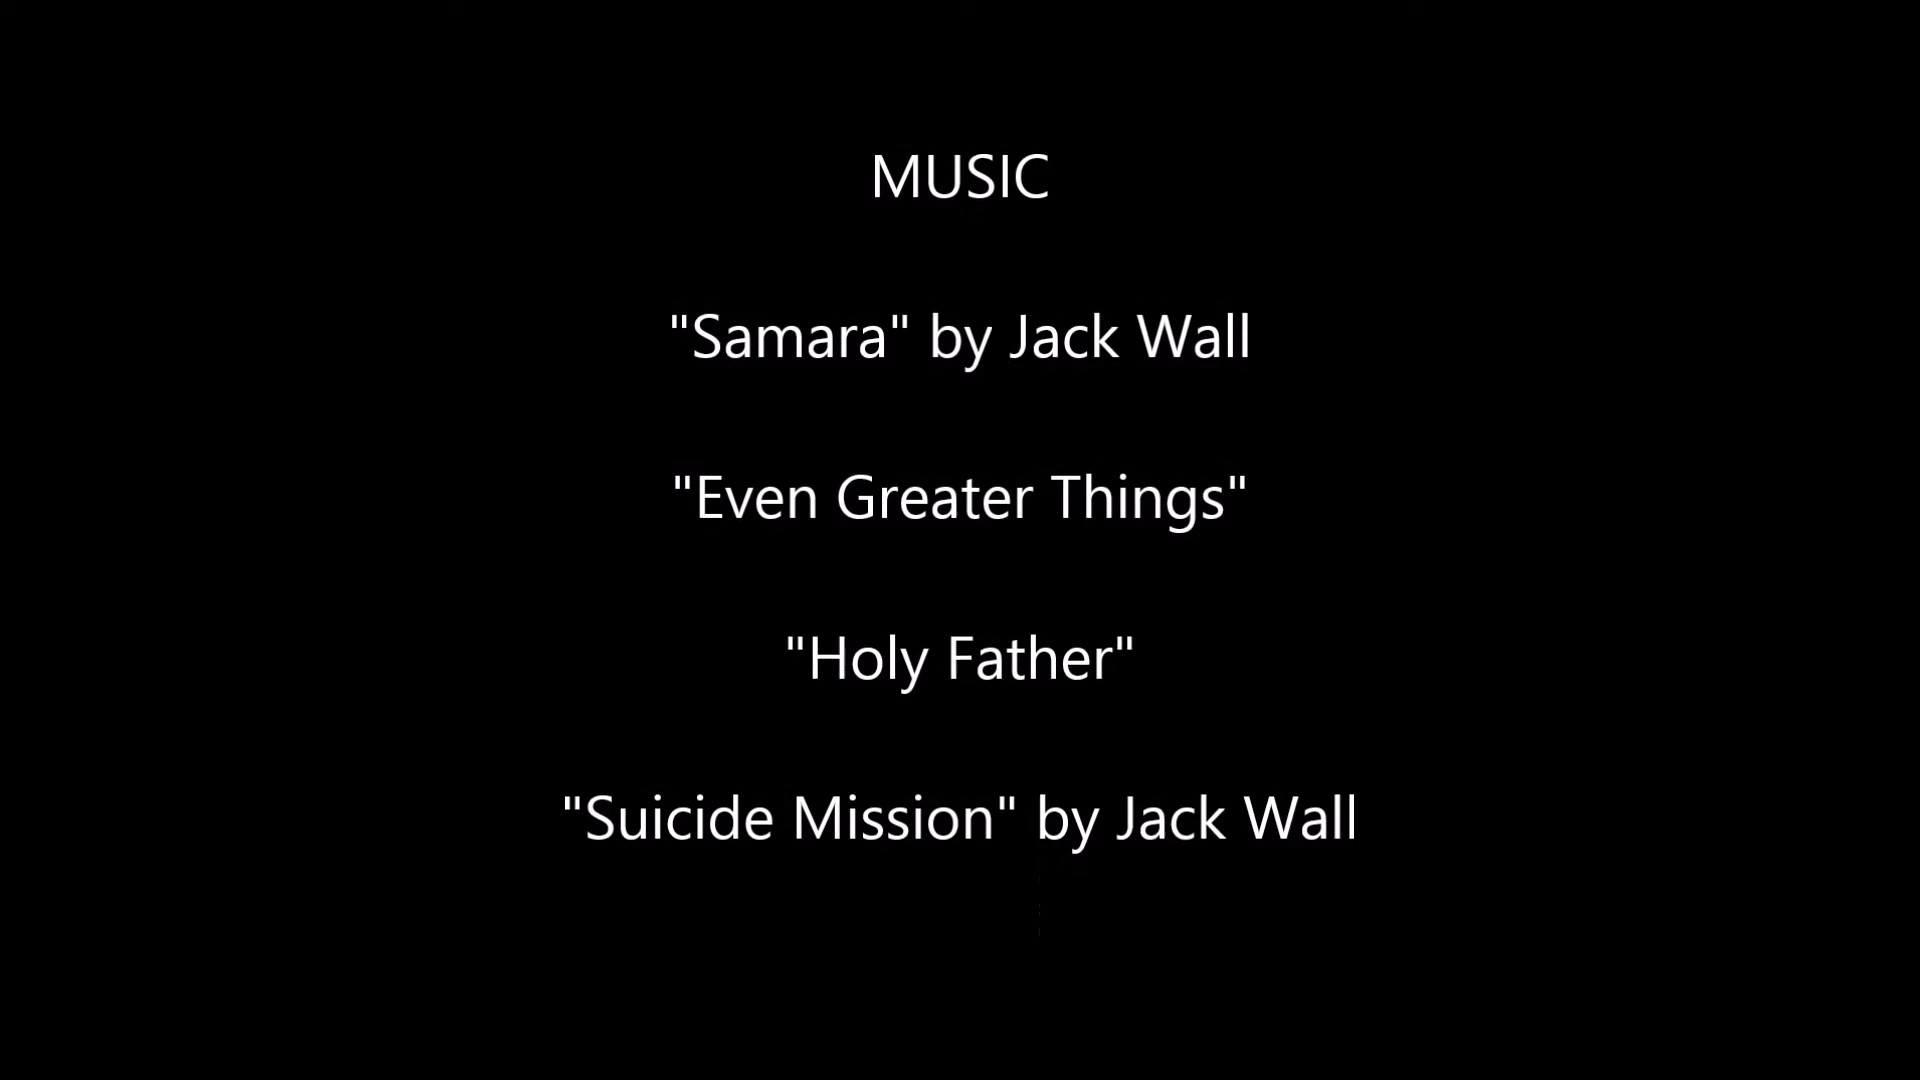 MUSIC
"Samara" by Jack Wall
"Even Greater Things"
"Holy Father"
"Suicide Mission" by Jack Wall